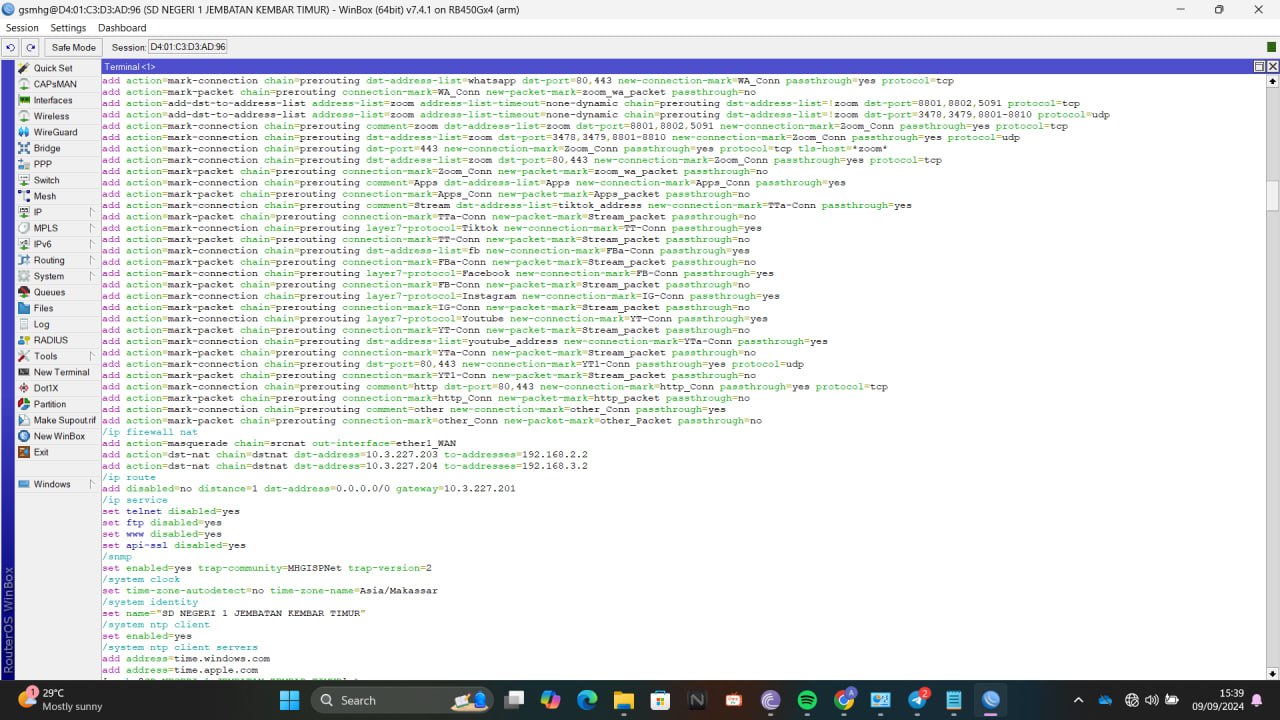 gsmhg@D4:01:C3:D3:AD:96 (SD NEGERI 1 JEMBATAN KEMBAR TIMUR) - WinBox (64bit) v7.4.1 on RB450Gx4 (arm)
Session Settings Dashboard
Safe Mode Session: D4:01:C3:D3:AD:96
Quick Set
CAPsMAN
Interfaces
Wireless
WireGuard
Bridge
PPP
Switch
Mesh
IP
MPLS
IPv6
Routing
System
Queues
Files
Log
RADIUS
Tools
New Terminal
Dot1X
Partition
Make Supout.rif
New WinBox
Exit
Windows
RouterOS WinBox
Terminal <1>
add action=mark-connection chain=prerouting dst-address-list=whatsapp dst-port=80,443 new-connection-mark=WA_Conn passthrough=yes protocol=tcp
add action=mark-packet chain=prerouting connection-mark=WA_Conn new-packet-mark=zoom_wa_packet passthrough=no
add action=add-dst-to-address-list address-list=zoom address-list-timeout=none-dynamic chain=prerouting dst-address-list=!zoom dst-port=8801,8802,5091 protocol=tcp
add action=add-dst-to-address-list address-list=zoom address-list-timeout=none-dynamic chain=prerouting dst-address-list=!zoom dst-port=3478,3479,8801-8810 protocol=udp
add action=mark-connection chain=prerouting comment=zoom dst-address-list=zoom dst-port=8801,8802,5091 new-connection-mark=Zoom_Conn passthrough=yes protocol=tcp
add action=mark-connection chain=prerouting dst-address-list=zoom dst-port=3478,3479,8801-8810 new-connection-mark=Zoom_Conn passthrough=yes protocol=udp
add action=mark-connection chain=prerouting dst-port=443 new-connection-mark=Zoom_Conn passthrough=yes protocol=tcp tls-host=*zoom*
add action=mark-connection chain=prerouting dst-address-list=zoom dst-port=80,443 new-connection-mark=Zoom_Conn passthrough=yes protocol=tcp
add action=mark-packet chain=prerouting connection-mark=Zoom_Conn new-packet-mark=zoom_wa_packet passthrough=no
add action=mark-connection chain=prerouting comment=Apps dst-address-list=Apps new-connection-mark=Apps_Conn passthrough=yes
add action=mark-packet chain=prerouting connection-mark=Apps_Conn new-packet-mark=Apps_packet passthrough=no
add action=mark-connection chain=prerouting comment=Stream dst-address-list=tiktok_address new-connection-mark=TTa-Conn passthrough=yes
add action=mark-packet chain=prerouting connection-mark=TTa-Conn new-packet-mark=Stream_packet passthrough=no
add action=mark-connection chain=prerouting layer7-protocol=Tiktok new-connection-mark=TT-Conn passthrough=yes
add action=mark-packet chain=prerouting connection-mark=TT-Conn new-packet-mark=Stream_packet passthrough=no
add action=mark-connection chain=prerouting dst-address-list=fb new-connection-mark=FBa-Conn passthrough=yes
add action=mark-packet chain=prerouting connection-mark=FBa-Conn new-packet-mark=Stream_packet passthrough=no
add action=mark-connection chain=prerouting layer7-protocol=Facebook new-connection-mark=FB-Conn passthrough=yes
add action=mark-packet chain=prerouting connection-mark=FB-Conn new-packet-mark=Stream_packet passthrough=no
add action=mark-connection chain=prerouting layer7-protocol=Instagram new-connection-mark=IG-Conn passthrough=yes
add action=mark-packet chain=prerouting connection-mark=IG-Conn new-packet-mark=Stream_packet passthrough=no
add action=mark-connection chain=prerouting layer7-protocol=Youtube new-connection-mark=YT-Conn passthrough=yes
add action=mark-packet chain=prerouting connection-mark=YT-Conn new-packet-mark=Stream_packet passthrough=no
add action=mark-connection chain=prerouting dst-address-list=youtube_address new-connection-mark=YTa-Conn passthrough=yes
add action=mark-packet chain=prerouting connection-mark=YTa-Conn new-packet-mark=Stream_packet passthrough=no
add action=mark-connection chain=prerouting dst-port=80,443 new-connection-mark=YT1-Conn passthrough=yes protocol=udp
add action=mark-packet chain=prerouting connection-mark=YT1-Conn new-packet-mark=Stream_packet passthrough=no
add action=mark-connection chain=prerouting comment=http dst-port=80,443 new-connection-mark=http_Conn passthrough=yes protocol=tcp
add action=mark-packet chain=prerouting connection-mark=http_Conn new-packet-mark=http_packet passthrough=no
add action=mark-connection chain=prerouting comment=other new-connection-mark=other_Conn passthrough=yes
add action=mark-packet chain=prerouting connection-mark=other_Conn new-packet-mark=other_Packet passthrough=no
/ip firewall nat
add action=masquerade chain=srcnat out-interface=ether1_WAN
add action=dst-nat chain=dstnat dst-address=10.3.227.203 to-addresses=192.168.2.2
add action=dst-nat chain=dstnat dst-address=10.3.227.204 to-addresses=192.168.3.2
/ip route
add disabled=no distance=1 dst-address=0.0.0.0/0 gateway=10.3.227.201
/ip service
set telnet disabled=yes
set ftp disabled=yes
set www disabled=yes
set api-ssl disabled=yes
/snmp
set enabled=yes trap-community=MHGISPNet trap-version=2
/system clock
set time-zone-autodetect=no time-zone-name=Asia/Makassar
/system identity
set name="SD NEGERI 1 JEMBATAN KEMBAR TIMUR"
/system ntp client
set enabled=yes
/system ntp client servers
add address=time.windows.com
add address=time.apple.com
1
29°C
Mostly sunny
Search
2
15:39
09/09/2024